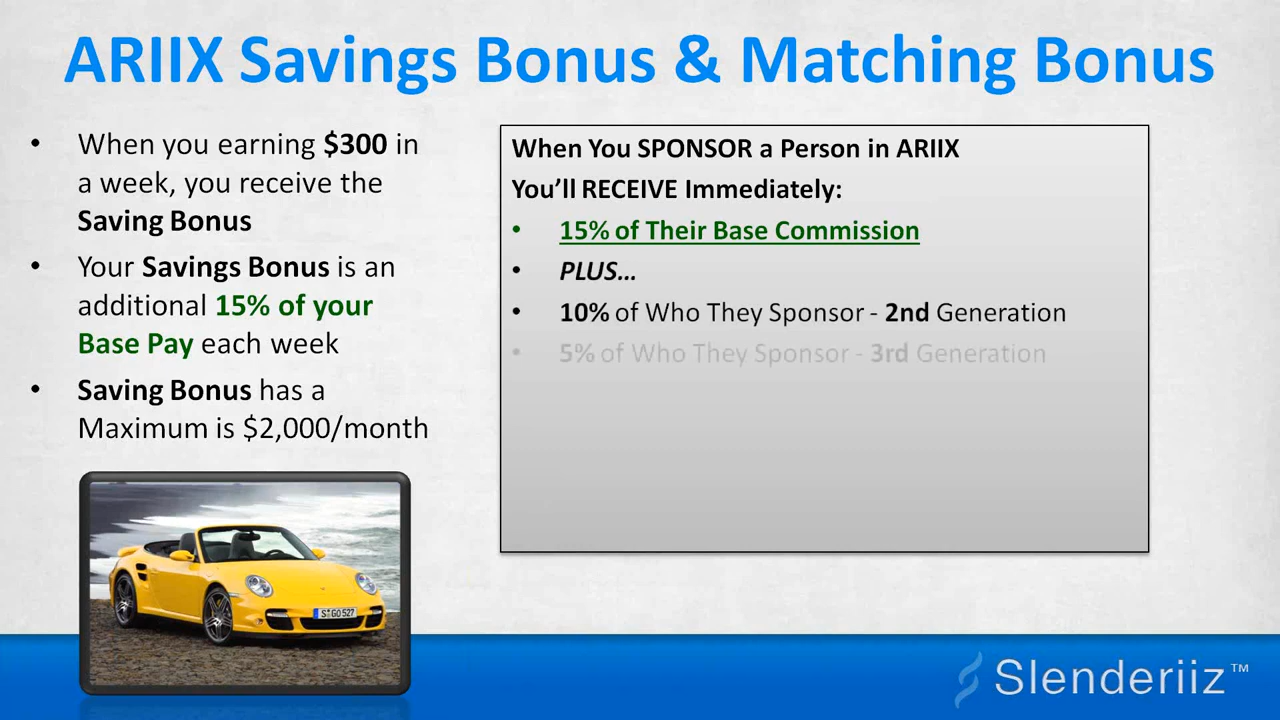 ARIIX Savings Bonus & Matching Bonus
• When you earning $300 in
a week, you receive the
Saving Bonus
• Your Savings Bonus is an
additional 15% of your
Base Pay each week
• Saving Bonus has a
Maximum is $2,000/month
When You SPONSOR a Person in ARIIX
You’ll RECEIVE Immediately:
• 15% of Their Base Commission
• PLUS…
• 10% of Who They Sponsor - 2nd Generation
• 5% of Who They Sponsor - 3rd Generation
S GO 527
Slenderiiz™